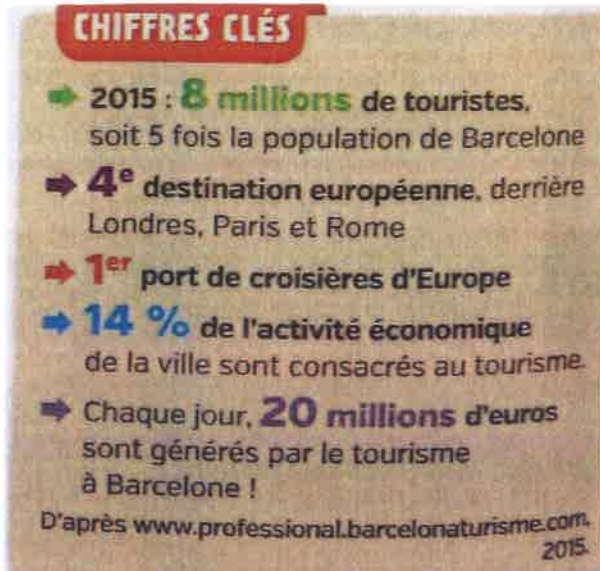 CHIFFRES CLÉS
➡ 2015 : 8 millions de touristes,
soit 5 fois la population de Barcelone
➡ 4e destination européenne, derrière
Londres, Paris et Rome
➡ 1er port de croisières d'Europe
➡ 14 % de l'activité économique
de la ville sont consacrés au tourisme.
➡ Chaque jour, 20 millions d'euros
sont générés par le tourisme
à Barcelone !
D'après www.professional.barcelonaturisme.com,
2015.